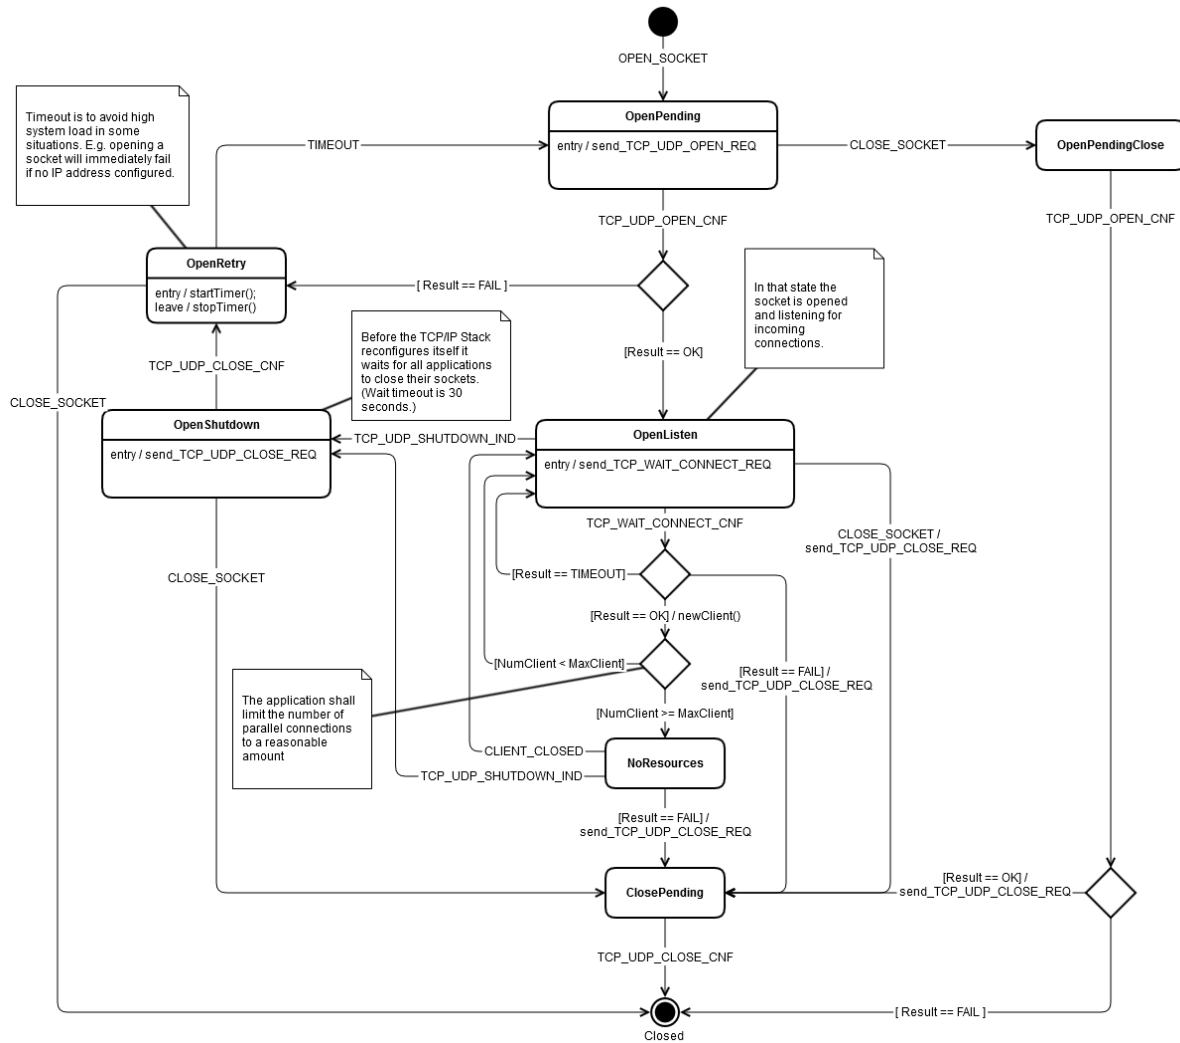 OPEN_SOCKET
Timeout is to avoid high
system load in some
situations. E.g. opening a
socket will immediately fail
if no IP address configured.
OpenPending
entry / send_TCP_UDP_OPEN_REQ
TIMEOUT
CLOSE_SOCKET
OpenPendingClose
TCP_UDP_OPEN_CNF
TCP_UDP_OPEN_CNF
OpenRetry
entry / startTimer();
leave / stopTimer()
[ Result == FAIL ]
In that state the
socket is opened
and listening for
incoming
connections.
Before the TCP/IP Stack
reconfigures itself it
waits for all applications
to close their sockets.
(Wait timeout is 30
seconds.)
[Result == OK]
TCP_UDP_CLOSE_CNF
CLOSE_SOCKET
OpenShutdown
entry / send_TCP_UDP_CLOSE_REQ
TCP_UDP_SHUTDOWN_IND
OpenListen
entry / send_TCP_WAIT_CONNECT_REQ
TCP_WAIT_CONNECT_CNF
CLOSE_SOCKET /
send_TCP_UDP_CLOSE_REQ
CLOSE_SOCKET
[Result == TIMEOUT]
[Result == OK] / newClient()
[NumClient < MaxClient]
[Result == FAIL] /
send_TCP_UDP_CLOSE_REQ
The application shall
limit the number of
parallel connections
to a reasonable
amount
[NumClient >= MaxClient]
CLIENT_CLOSED
NoResources
TCP_UDP_SHUTDOWN_IND
[Result == FAIL] /
send_TCP_UDP_CLOSE_REQ
ClosePending
[Result == OK] /
send_TCP_UDP_CLOSE_REQ
TCP_UDP_CLOSE_CNF
[ Result == FAIL ]
Closed